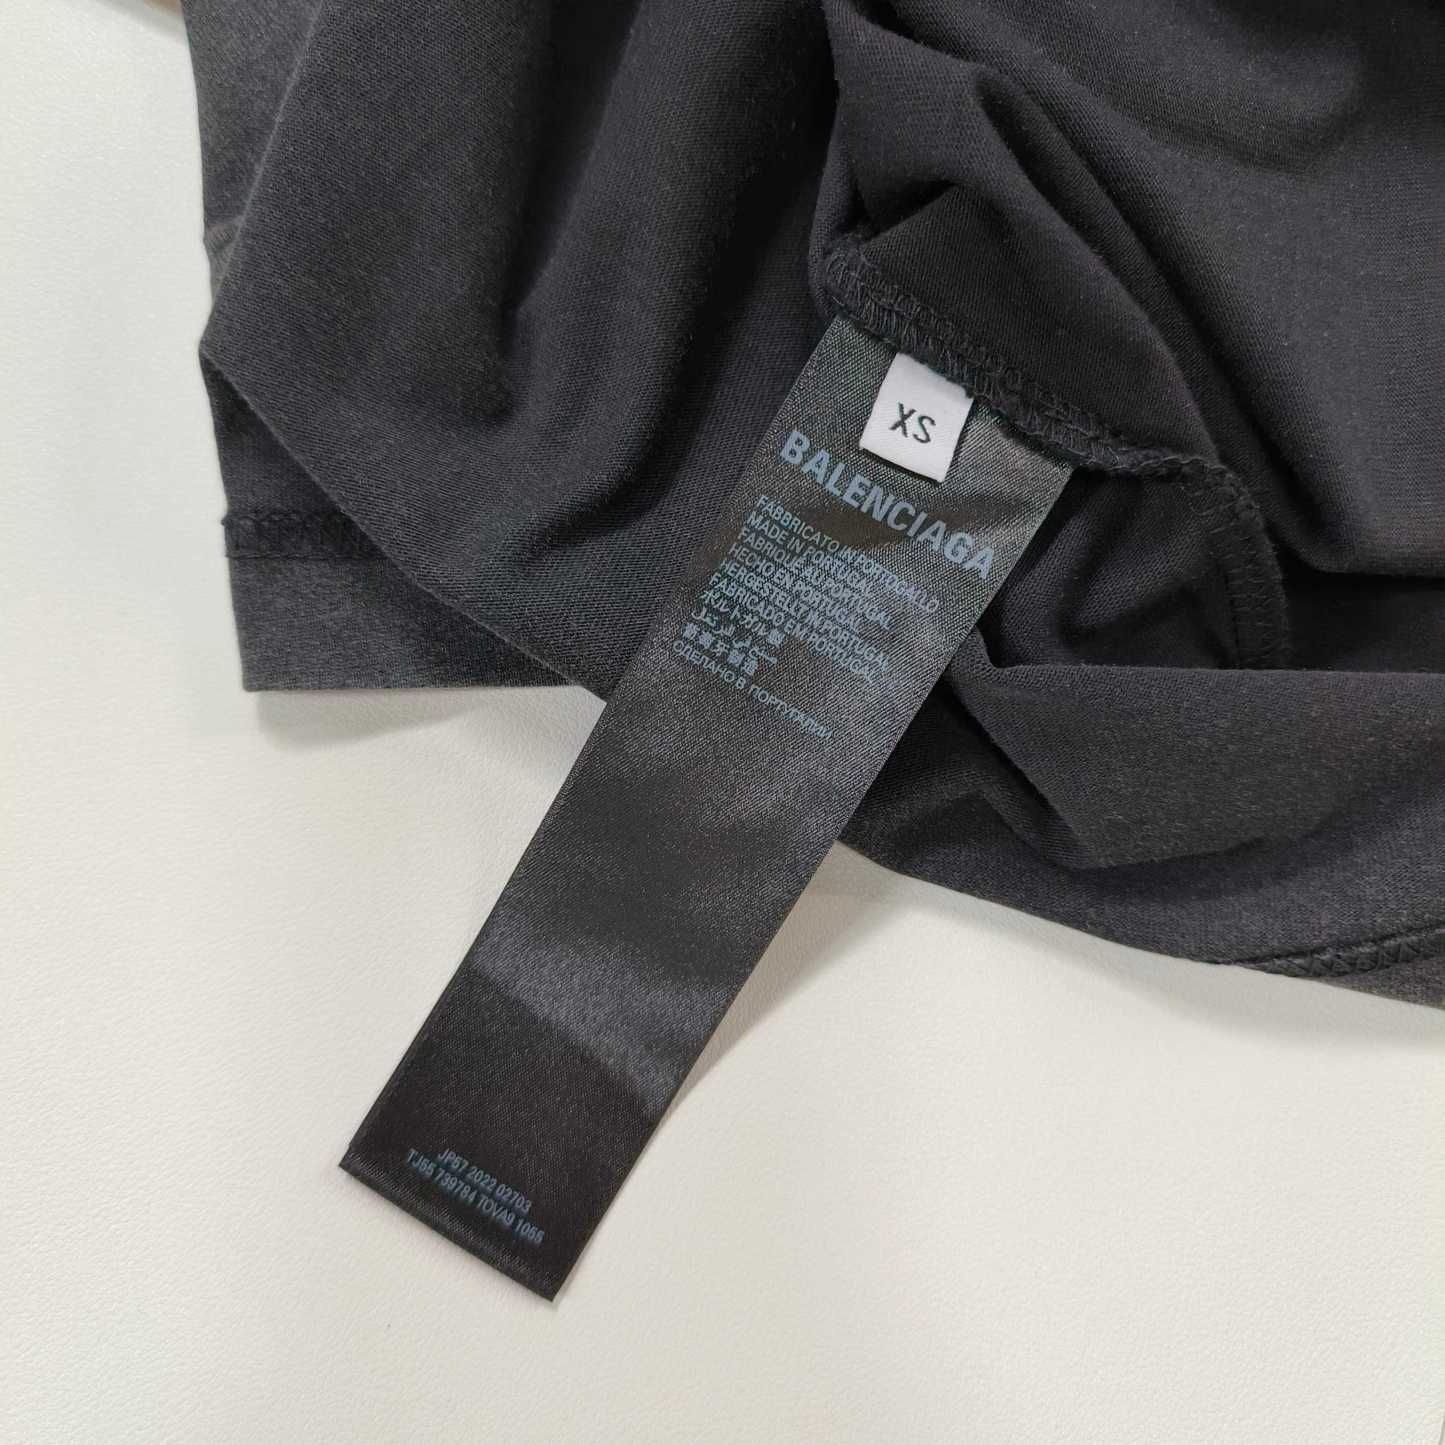 XS
BALENCIAGA
FABBRICATO IN PORTOGALLO
MADE IN PORTUGAL
FABRIQUÉ AU PORTUGAL
HECHO EN PORTUGAL
HERGESTELLT IN PORTUGAL
FABRICADO EM PORTUGAL
ポルトガル製
葡萄牙製造
СДЕЛАНО В ПОРТУГАЛИИ
JP57 2022 02703
TJ55 739784 TOVA9 1055